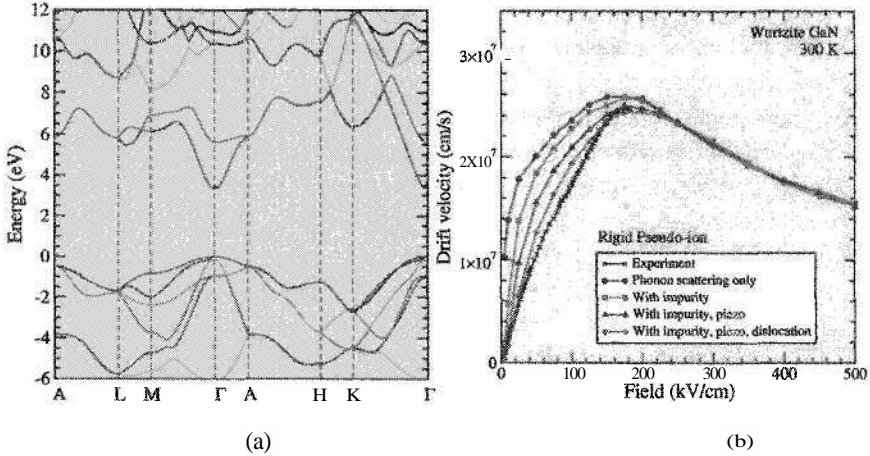 12
10
8
6
4
2
0
-2
-4
-6
Energy (eV)
A L M Γ A H K Γ
(a)
Wurtzite GaN
300 K
3×10⁷
2×10⁷
1×10⁷
0
Drift velocity (cm/s)
Rigid Pseudo-ion
Experiment
Phonon scattering only
With impurity
With impurity, piezo
With impurity, piezo, dislocation
0 100 200 300 400 500
Field (kV/cm)
(b)